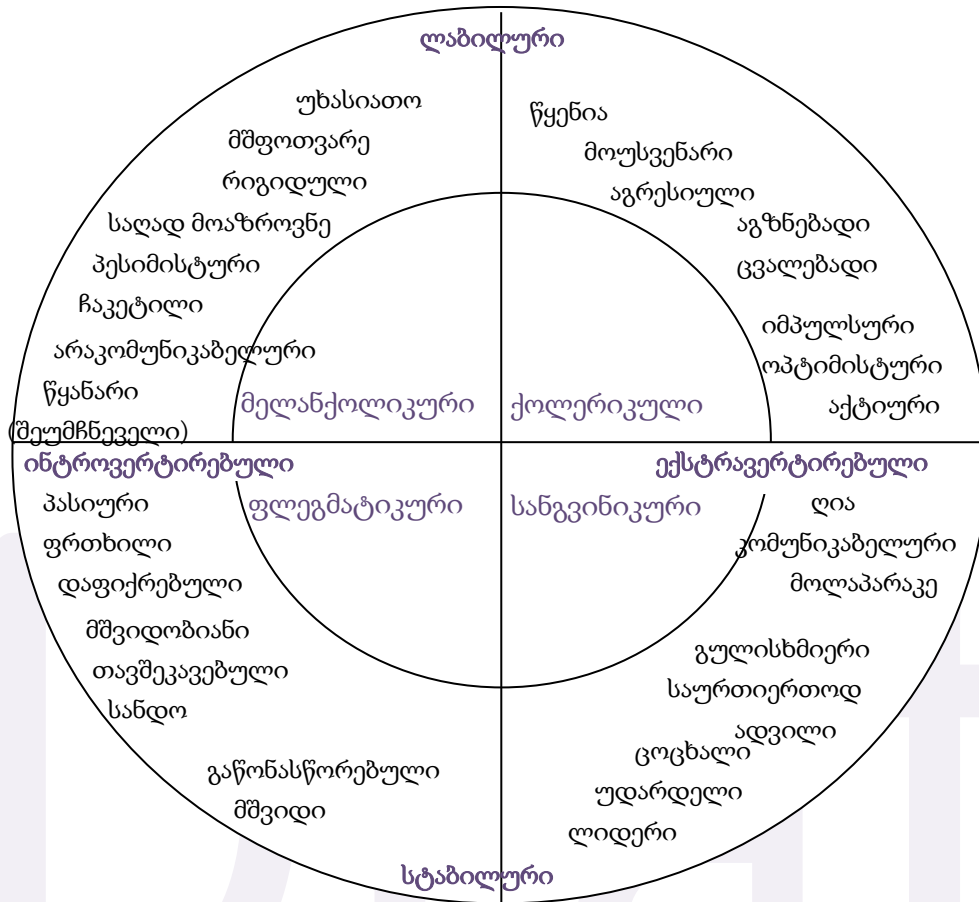 ლაბილური
უხასიათო
მშფოთვარე
რიგიდული
საღად მოაზროვნე
პესიმისტური
ჩაკეტილი
არაკომუნიკაბელური
წყანარი
(შეუმჩნეველი)
წყენია
მოუსვენარი
აგრესიული
აგზნებადი
ცვალებადი
იმპულსური
ოპტიმისტური
აქტიური
მელანქოლიკური
ქოლერიკული
ინტროვერტირებული
ექსტრავერტირებული
ფლეგმატიკური
სანგვინიკური
პასიური
ფრთხილი
დაფიქრებული
მშვიდობიანი
თავშეკავებული
სანდო
გაწონასწორებული
მშვიდი
ღია
კომუნიკაბელური
მოლაპარაკე
გულისხმიერი
საურთიერთოდ
ადვილი
ცოცხალი
უდარდელი
ლიდერი
სტაბილური